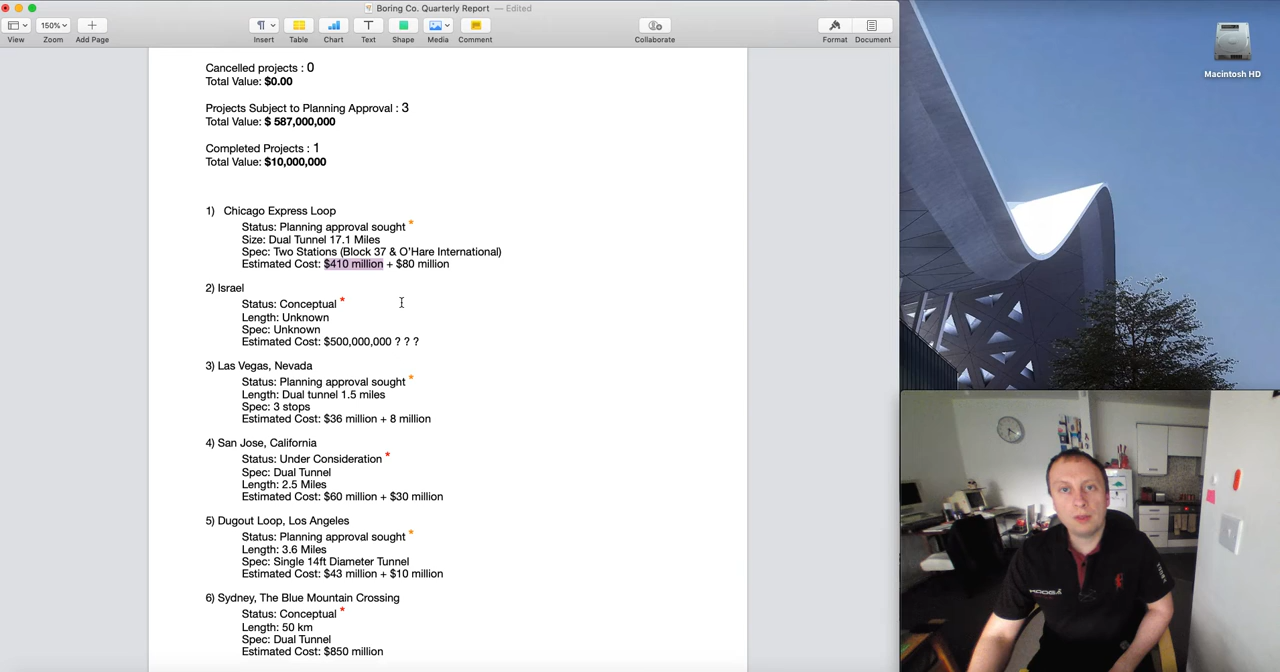 Boring Co. Quarterly Report — Edited
150%
View
Zoom
Add Page
Insert
Table
Chart
Text
Shape
Media
Comment
Collaborate
Format
Document
Cancelled projects : 0
Total Value: $0.00
Projects Subject to Planning Approval : 3
Total Value: $ 587,000,000
Completed Projects : 1
Total Value: $10,000,000
1) Chicago Express Loop
Status: Planning approval sought *
Size: Dual Tunnel 17.1 Miles
Spec: Two Stations (Block 37 & O'Hare International)
Estimated Cost: $410 million + $80 million
2) Israel
Status: Conceptual *
Length: Unknown
Spec: Unknown
Estimated Cost: $500,000,000 ? ? ?
3) Las Vegas, Nevada
Status: Planning approval sought *
Length: Dual tunnel 1.5 miles
Spec: 3 stops
Estimated Cost: $36 million + 8 million
4) San Jose, California
Status: Under Consideration *
Spec: Dual Tunnel
Length: 2.5 Miles
Estimated Cost: $60 million + $30 million
5) Dugout Loop, Los Angeles
Status: Planning approval sought *
Length: 3.6 Miles
Spec: Single 14ft Diameter Tunnel
Estimated Cost: $43 million + $10 million
6) Sydney, The Blue Mountain Crossing
Status: Conceptual *
Length: 50 km
Spec: Dual Tunnel
Estimated Cost: $850 million
Macintosh HD